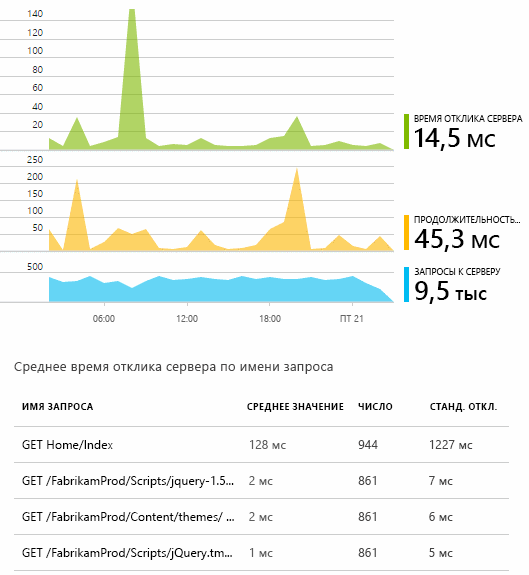 140
120
100
80
60
40
20
ВРЕМЯ ОТКЛИКА СЕРВЕРА
14,5 мс
250
200
150
100
50
ПРОДОЛЖИТЕЛЬНОСТЬ...
45,3 мс
500
ЗАПРОСЫ К СЕРВЕРУ
9,5 тыс
06:00 12:00 18:00 ПТ 21
Среднее время отклика сервера по имени запроса
ИМЯ ЗАПРОСА СРЕДНЕЕ ЗНАЧЕНИЕ ЧИСЛО СТАНД. ОТКЛ.
GET Home/Index 128 мс 944 1227 мс
GET /FabrikamProd/Scripts/jquery-1.5... 2 мс 861 7 мс
GET /FabrikamProd/Content/themes/ ... 2 мс 861 6 мс
GET /FabrikamProd/Scripts/jQuery.tm... 1 мс 861 5 мс